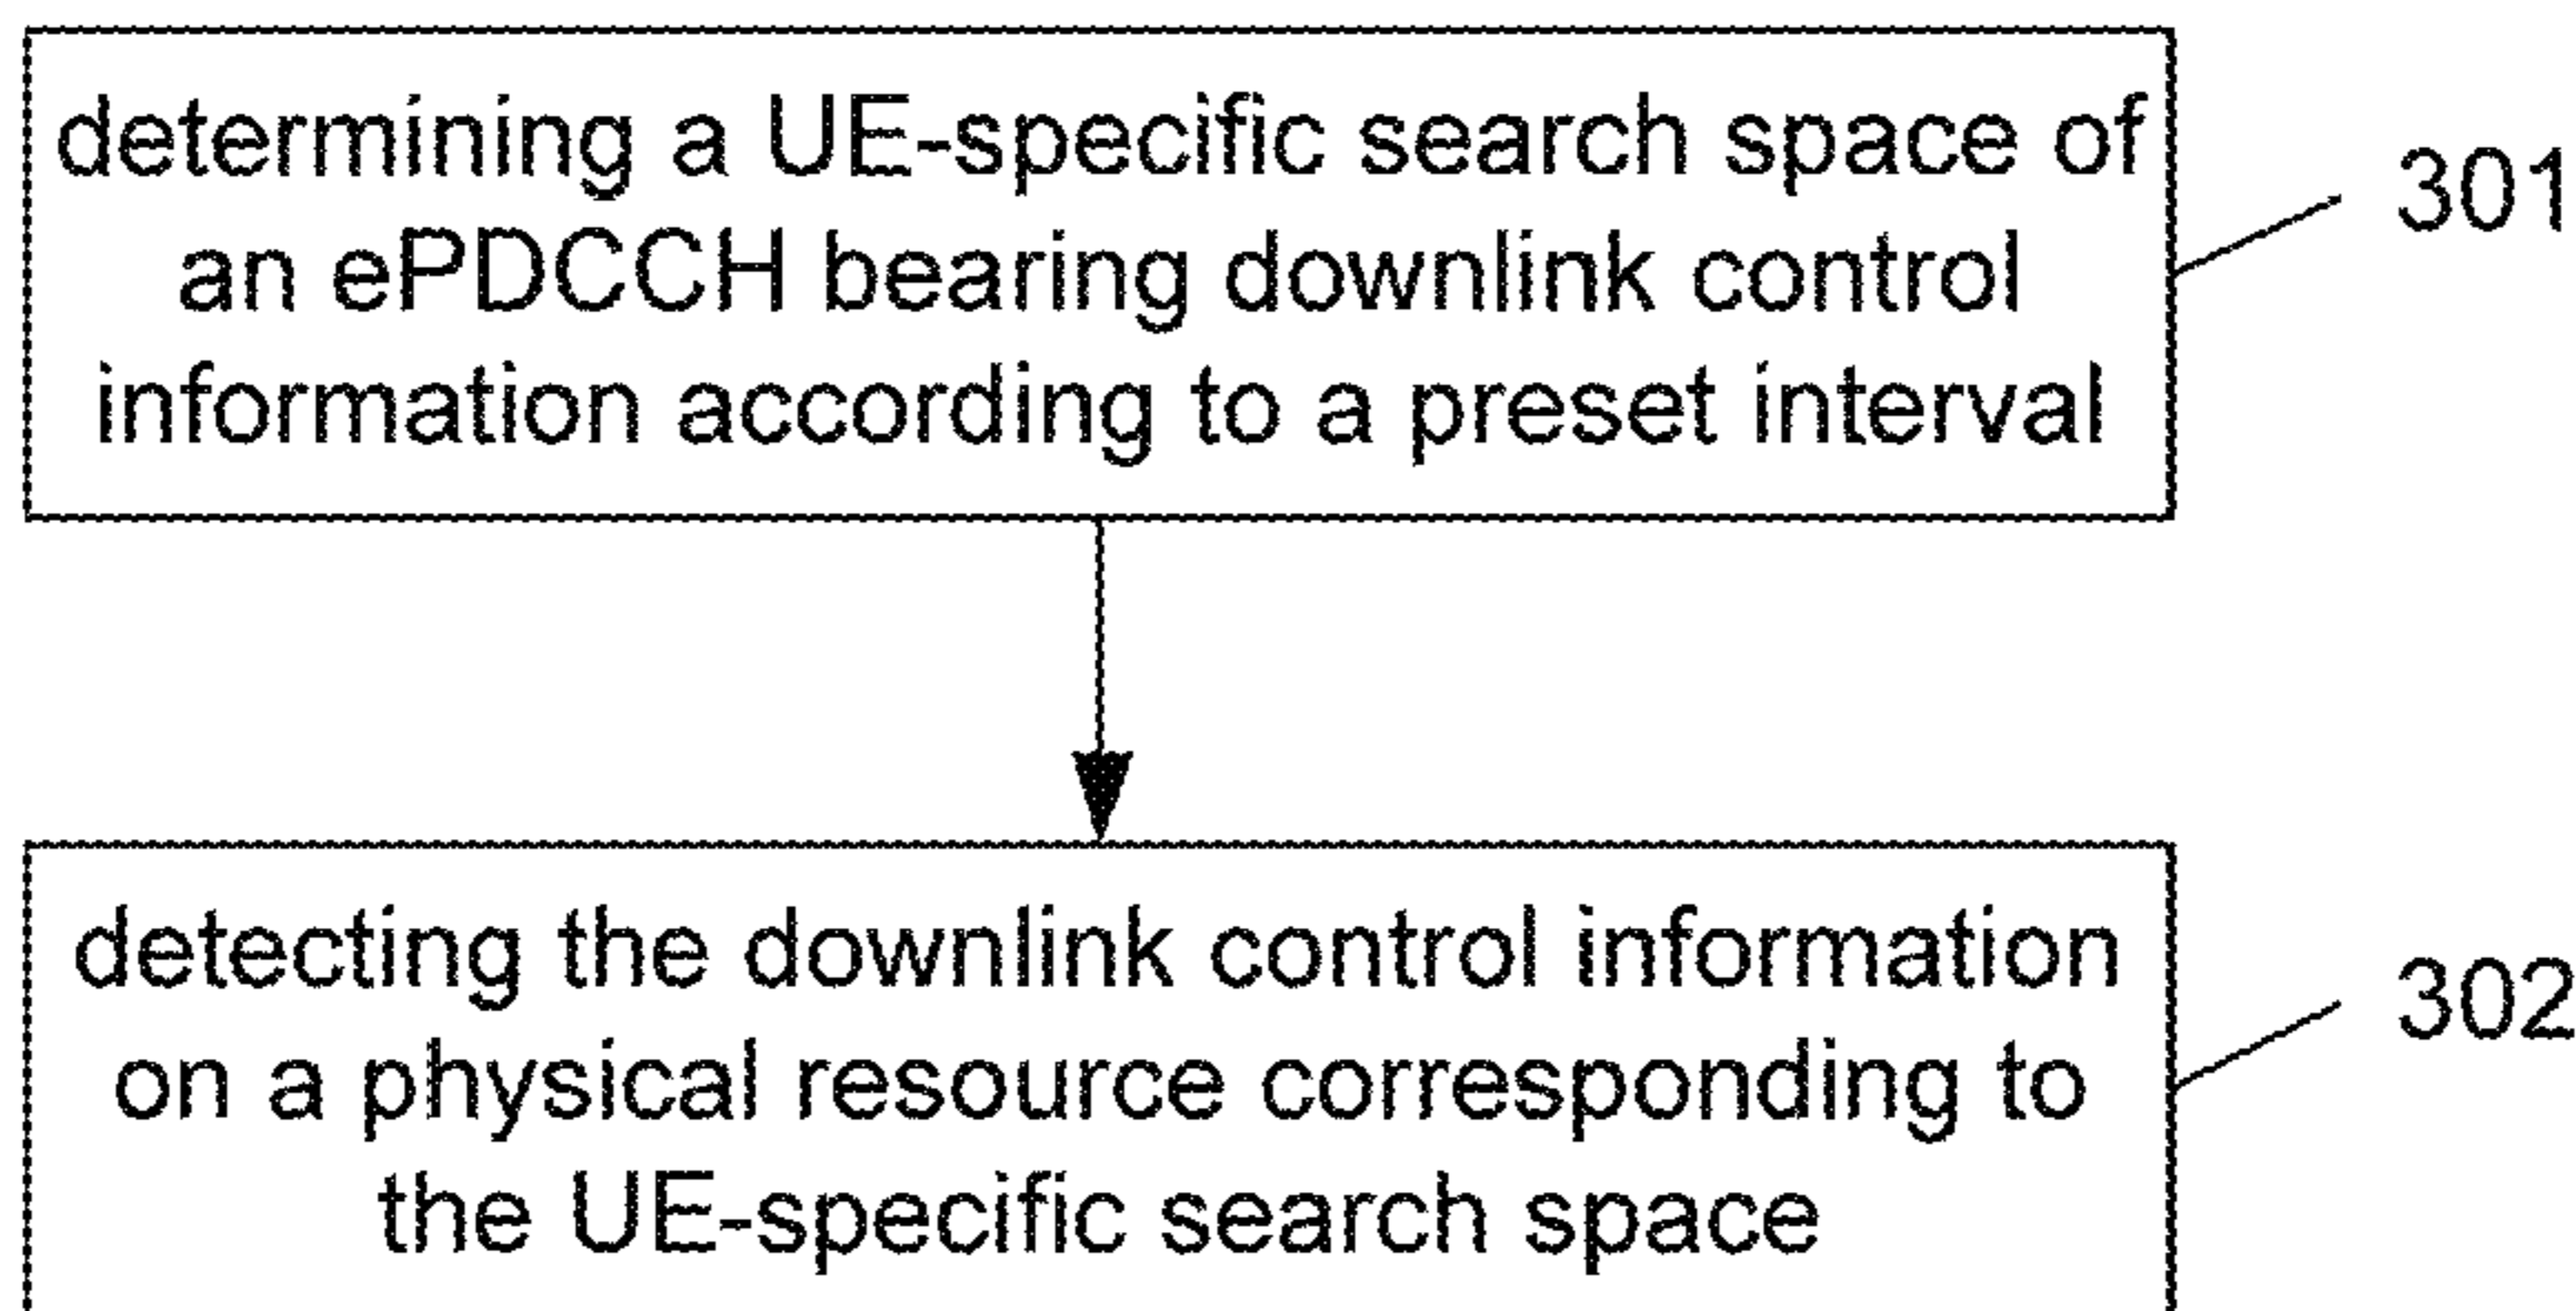 determining a UE-specific search space of
an ePDCCH bearing downlink control
information according to a preset interval
301
detecting the downlink control information
on a physical resource corresponding to
the UE-specific search space
302